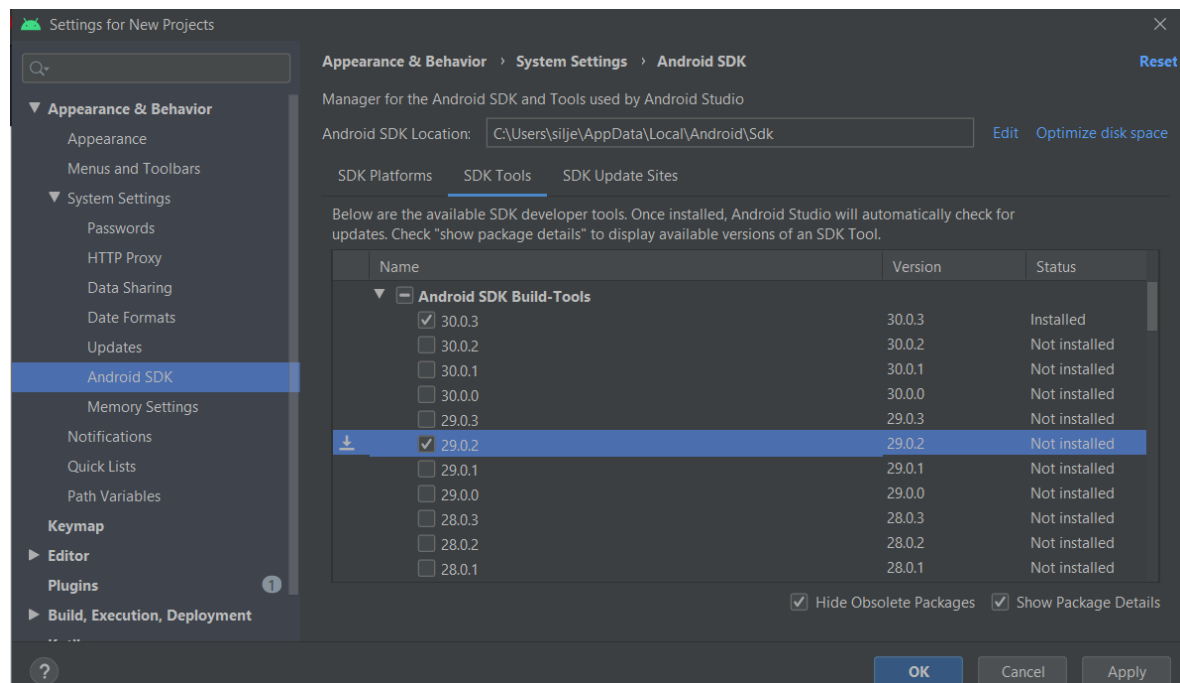 Settings for New Projects
Appearance & Behavior
Appearance
Menus and Toolbars
System Settings
Passwords
HTTP Proxy
Data Sharing
Date Formats
Updates
Android SDK
Memory Settings
Notifications
Quick Lists
Path Variables
Keymap
Editor
Plugins 1
Build, Execution, Deployment
Appearance & Behavior › System Settings › Android SDK Reset
Manager for the Android SDK and Tools used by Android Studio
Android SDK Location: C:\Users\silje\AppData\Local\Android\Sdk Edit Optimize disk space
SDK Platforms SDK Tools SDK Update Sites
Below are the available SDK developer tools. Once installed, Android Studio will automatically check for
updates. Check "show package details" to display available versions of an SDK Tool.
Name Version Status
Android SDK Build-Tools
30.0.3 30.0.3 Installed
30.0.2 30.0.2 Not installed
30.0.1 30.0.1 Not installed
30.0.0 30.0.0 Not installed
29.0.3 29.0.3 Not installed
29.0.2 29.0.2 Not installed
29.0.1 29.0.1 Not installed
29.0.0 29.0.0 Not installed
28.0.3 28.0.3 Not installed
28.0.2 28.0.2 Not installed
28.0.1 28.0.1 Not installed
Hide Obsolete Packages Show Package Details
? OK Cancel Apply